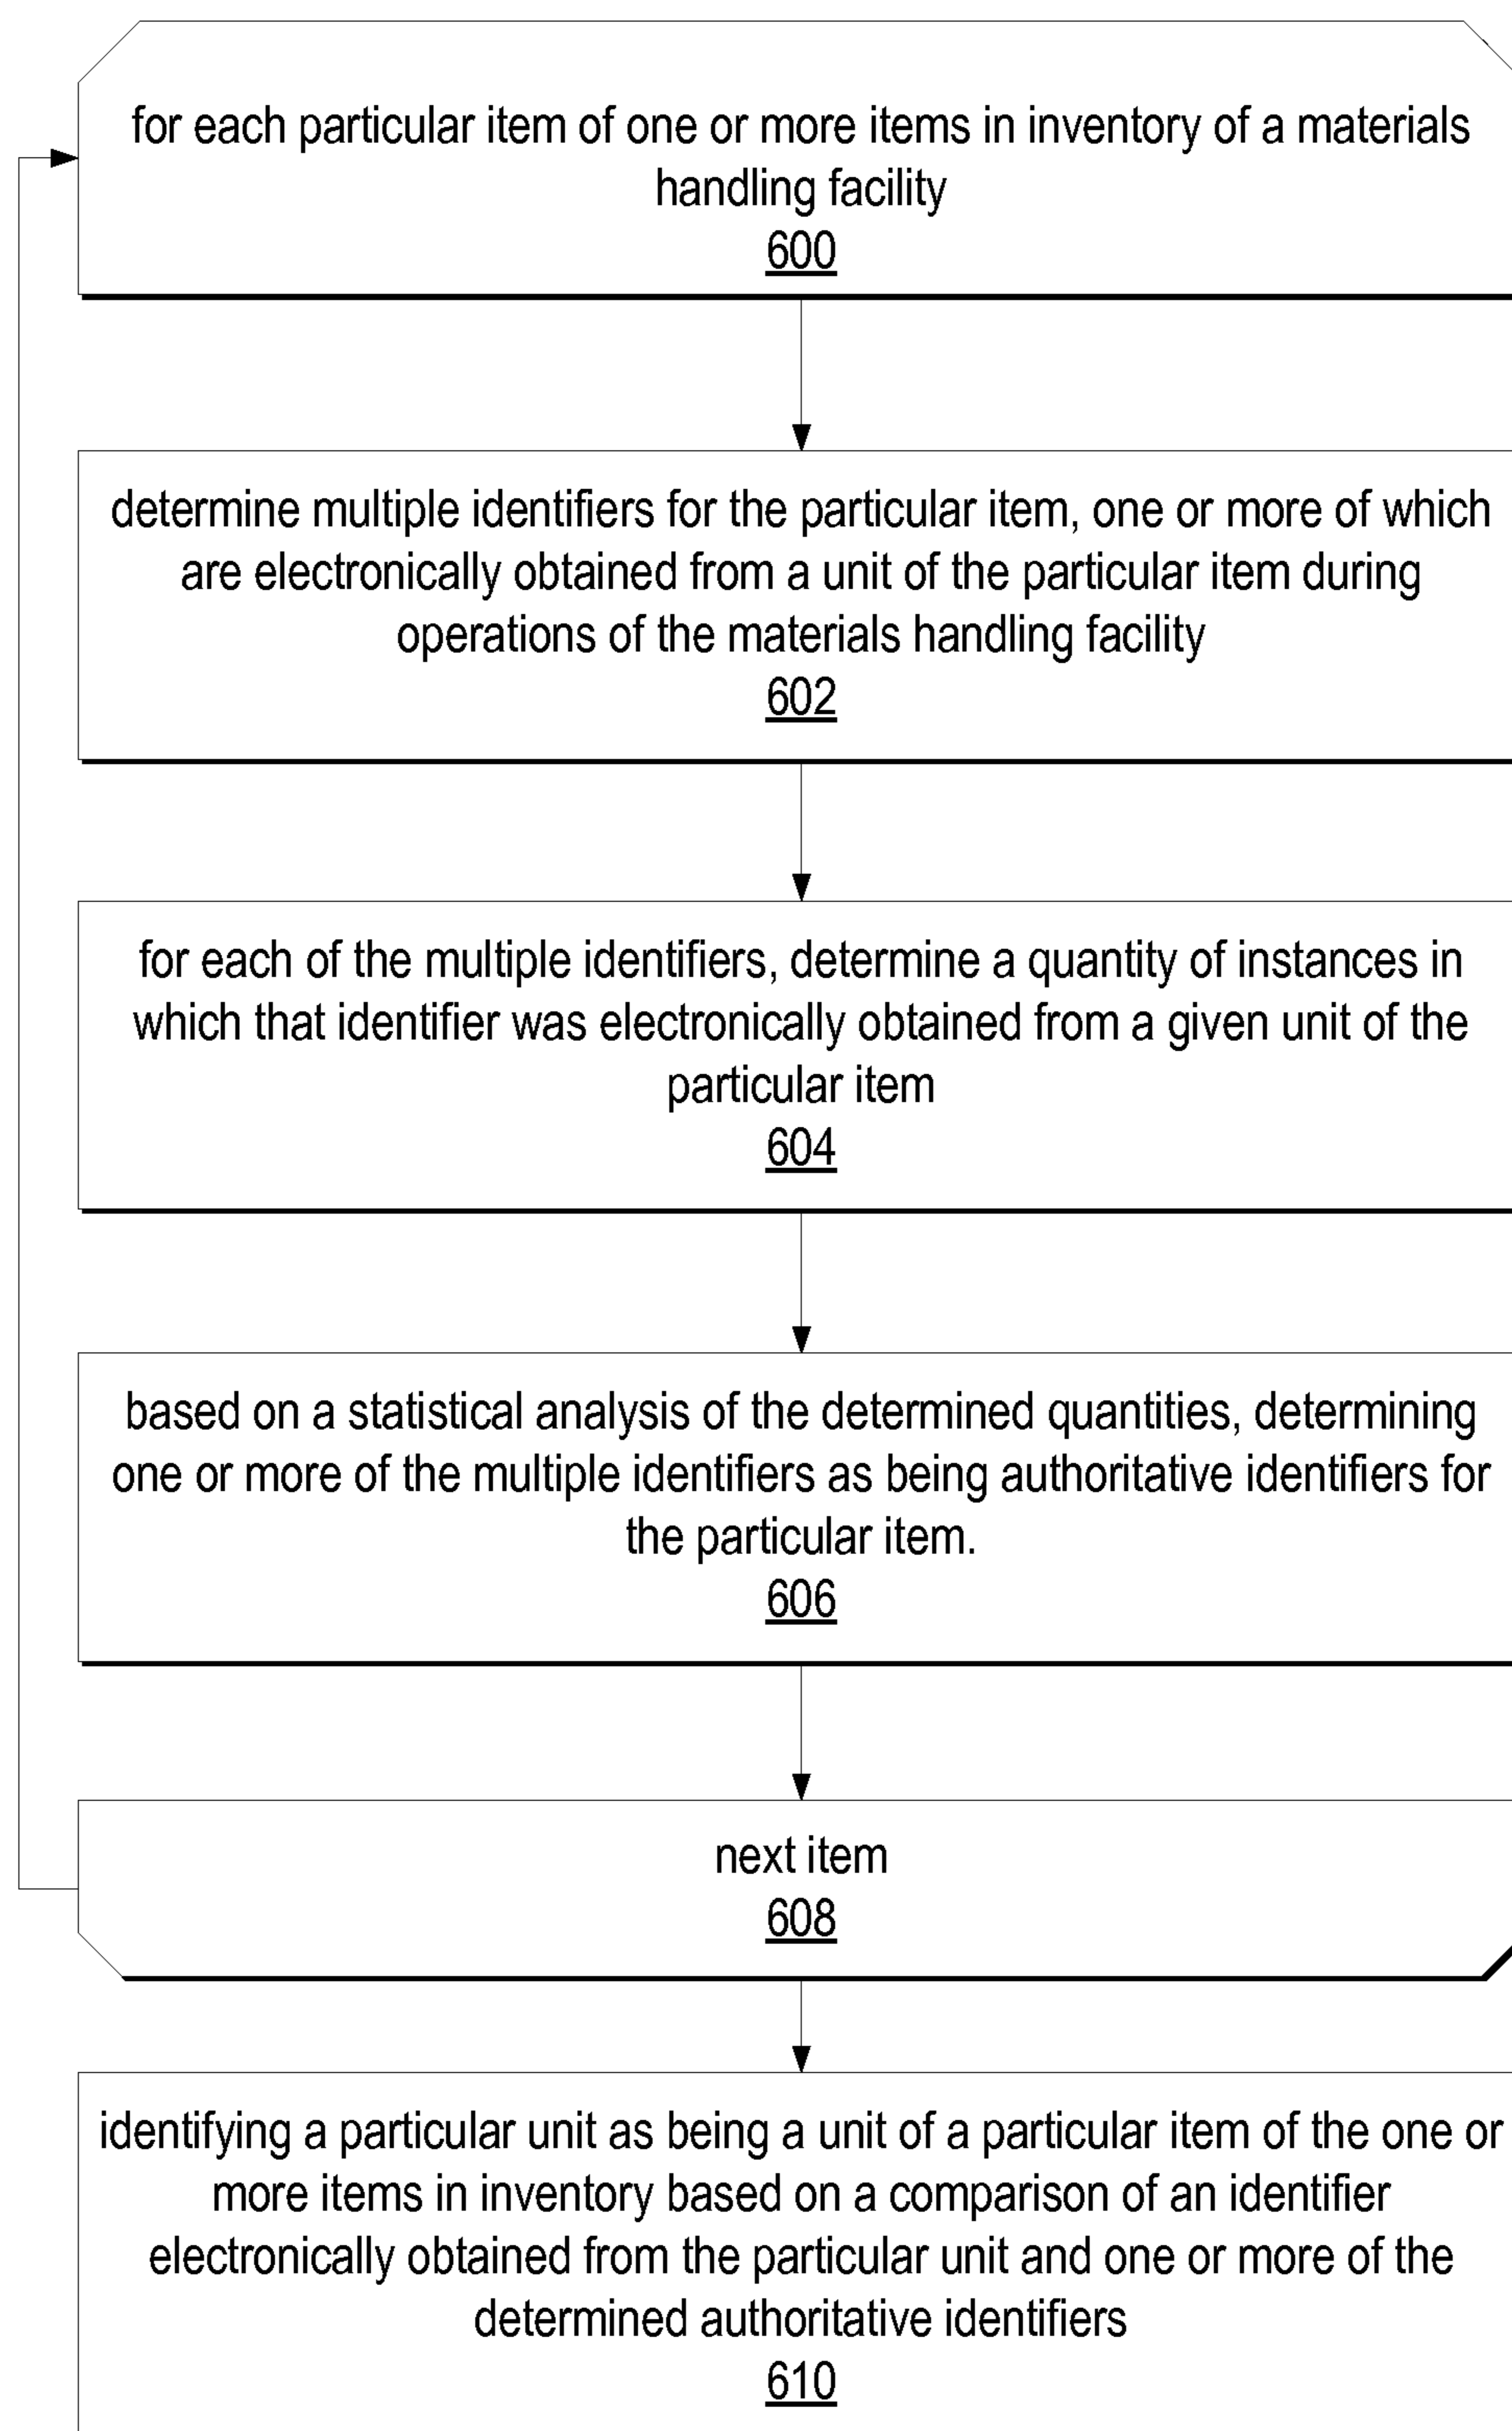 for each particular item of one or more items in inventory of a materials
handling facility
600
determine multiple identifiers for the particular item, one or more of which
are electronically obtained from a unit of the particular item during
operations of the materials handling facility
602
for each of the multiple identifiers, determine a quantity of instances in
which that identifier was electronically obtained from a given unit of the
particular item
604
based on a statistical analysis of the determined quantities, determining
one or more of the multiple identifiers as being authoritative identifiers for
the particular item.
606
next item
608
identifying a particular unit as being a unit of a particular item of the one or
more items in inventory based on a comparison of an identifier
electronically obtained from the particular unit and one or more of the
determined authoritative identifiers
610